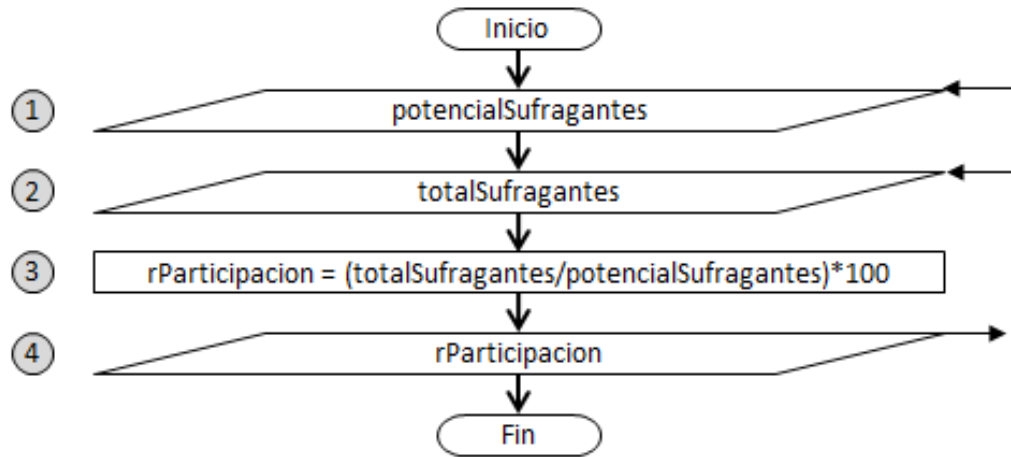 Inicio
1
potencialSufragantes
2
totalSufragantes
3
rParticipacion = (totalSufragantes/potencialSufragantes)*100
4
rParticipacion
Fin